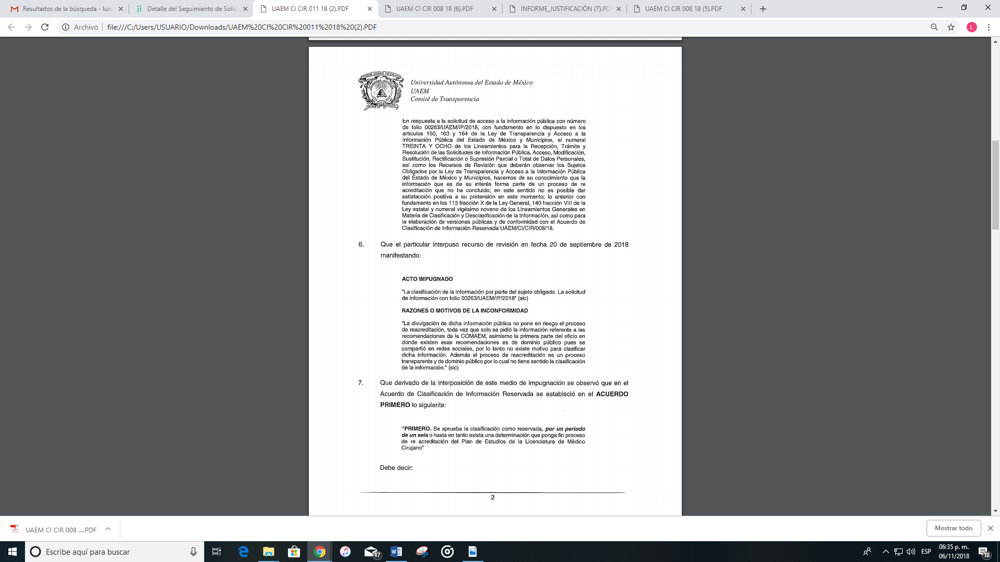 Resultados de la búsqueda - luis
Detalle del Seguimiento de Solici
UAEM CI CIR 011 18 (2).PDF
UAEM CI CIR 008 18 (6).PDF
INFORME_JUSTIFICACIÓN (7).PD
UAEM CI CIR 008 18 (5).PDF
Archivo
file:///C:/Users/USUARIO/Downloads/UAEM%20CI%20CIR%20011%2018%20(2).PDF
L
Universidad Autónoma del Estado de México
UAEM
Comité de Transparencia
En respuesta a la solicitud de acceso a la información pública con número
de folio 00263/UAEM/IP/2018, con fundamento en lo dispuesto en los
artículos 150, 163 y 164 de la Ley de Transparencia y Acceso a la
Información Pública del Estado de México y Municipios, el numeral
TREINTA Y OCHO de los Lineamientos para la Recepción, Trámite y
Resolución de las Solicitudes de Información Pública, Acceso, Modificación,
Sustitución, Rectificación o Supresión Parcial o Total de Datos Personales,
así como los Recursos de Revisión que deberán observar los Sujetos
Obligados por la Ley de Transparencia y Acceso a la Información Pública
del Estado de México y Municipios, hacemos de su conocimiento que la
información que es de su interés forma parte de un proceso de re
acreditación que no ha concluido; en este sentido no es posible dar
satisfacción positiva a su pretensión en este momento; lo anterior con
fundamento en los 113 fracción X de la Ley General, 140 fracción VIII de la
Ley estatal y numeral vigésimo noveno de los Lineamientos Generales en
Materia de Clasificación y Desclasificación de la Información, así como para
la elaboración de versiones públicas y de conformidad con el Acuerdo de
Clasificación de Información Reservada UAEM/CI/CIR/008/18.
6. Que el particular interpuso recurso de revisión en fecha 20 de septiembre de 2018
manifestando:
ACTO IMPUGNADO
"La clasificación de la información por parte del sujeto obligado. La solicitud
de información con folio 00263/UAEM/IP/2018" (sic)
RAZONES O MOTIVOS DE LA INCONFORMIDAD
"La divulgación de dicha información pública no pone en riesgo el proceso
de reacreditación, toda vez que solo se pidió la información referente a las
recomendaciones de la COMAEM, asimismo la primera parte del oficio en
donde existen esas recomendaciones es de dominio público pues se
compartió en redes sociales, por lo tanto no existe motivo para clasificar
dicha información. Además el proceso de reacreditación es un proceso
transparente y de dominio público por lo cual no tiene sentido la clasificación
de la información." (sic)
7. Que derivado de la interposición de este medio de impugnación se observó que en el
Acuerdo de Clasificación de Información Reservada se estableció en el ACUERDO
PRIMERO lo siguiente:
"PRIMERO. Se aprueba la clasificación como reservada, por un periodo
de un seis o hasta en tanto exista una determinación que ponga fin proceso
de re acreditación del Plan de Estudios de la Licenciatura de Médico
Cirujano"
Debe decir:
2
UAEM CI CIR 008 ....PDF
Mostrar todo
Escribe aquí para buscar
17
ESP
06:35 p. m.
06/11/2018
18